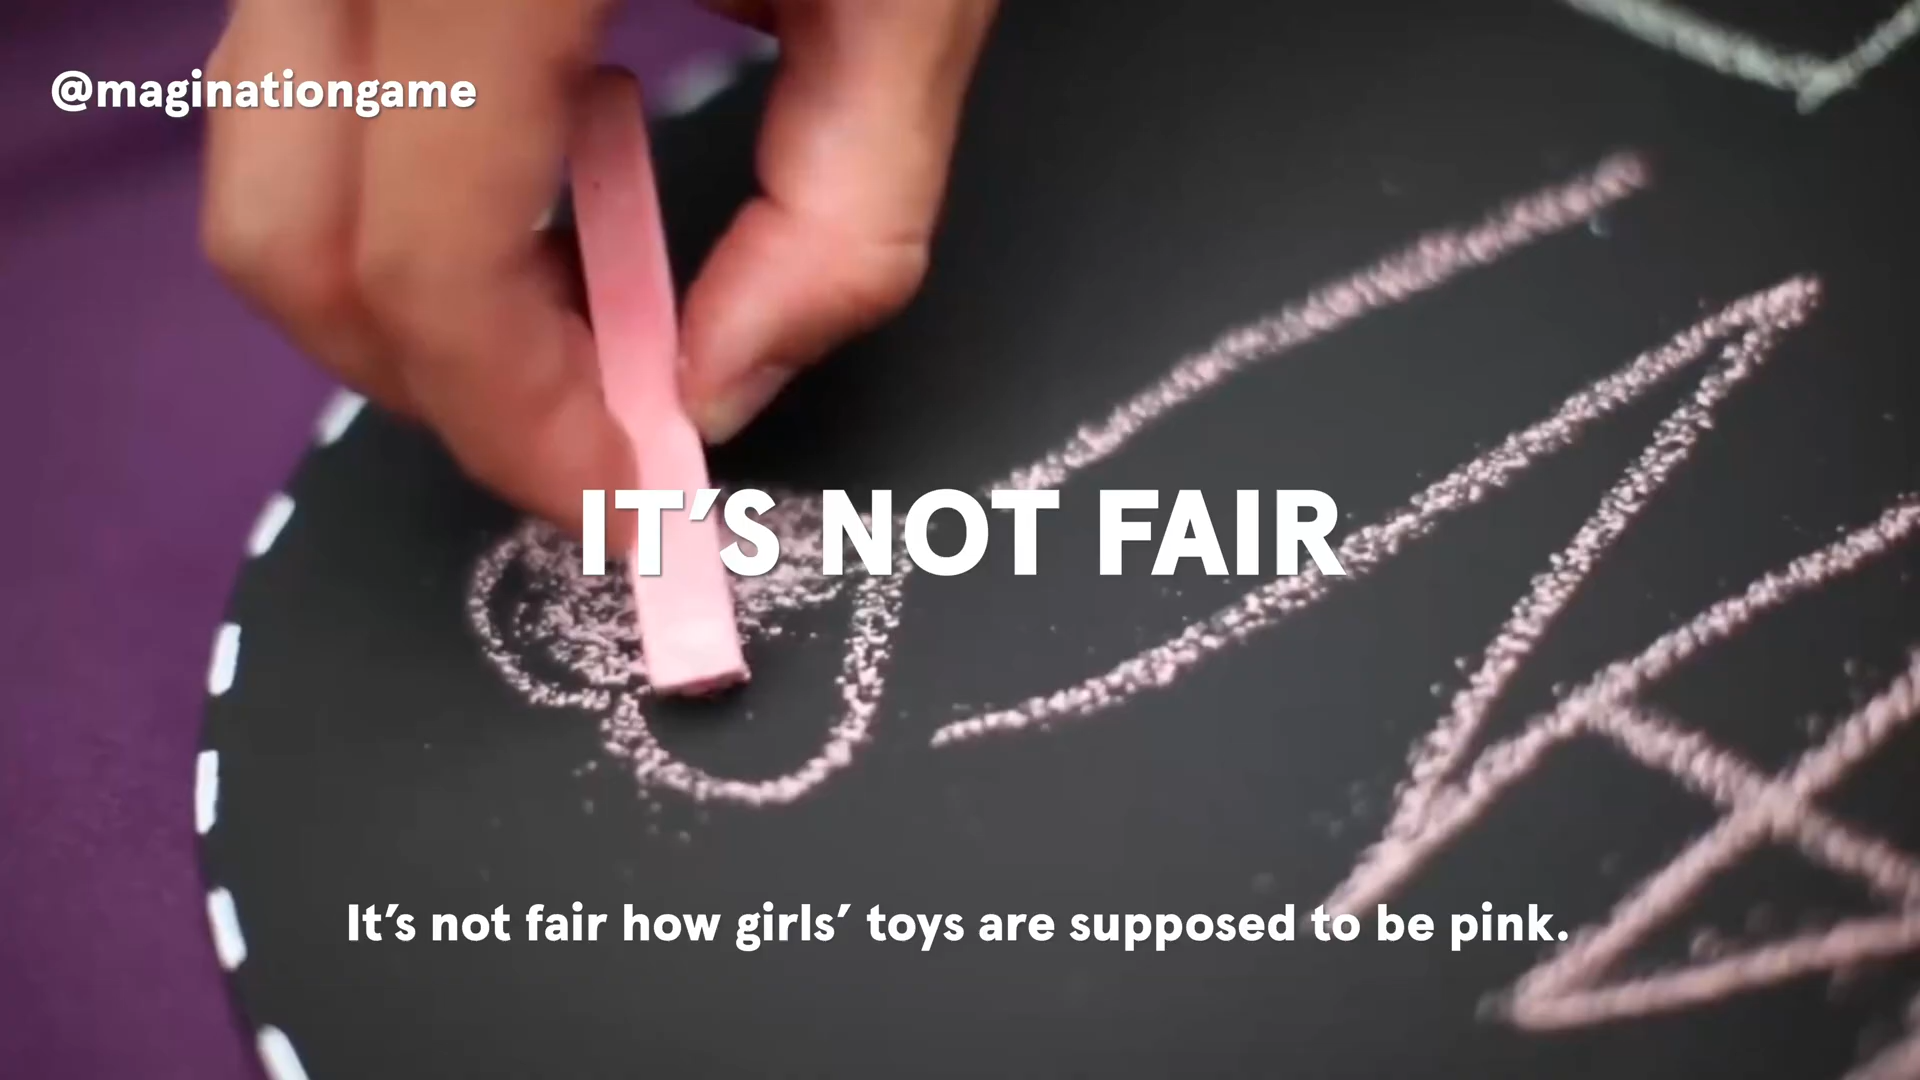 @maginationgame
IT’S NOT FAIR
It’s not fair how girls’ toys are supposed to be pink.